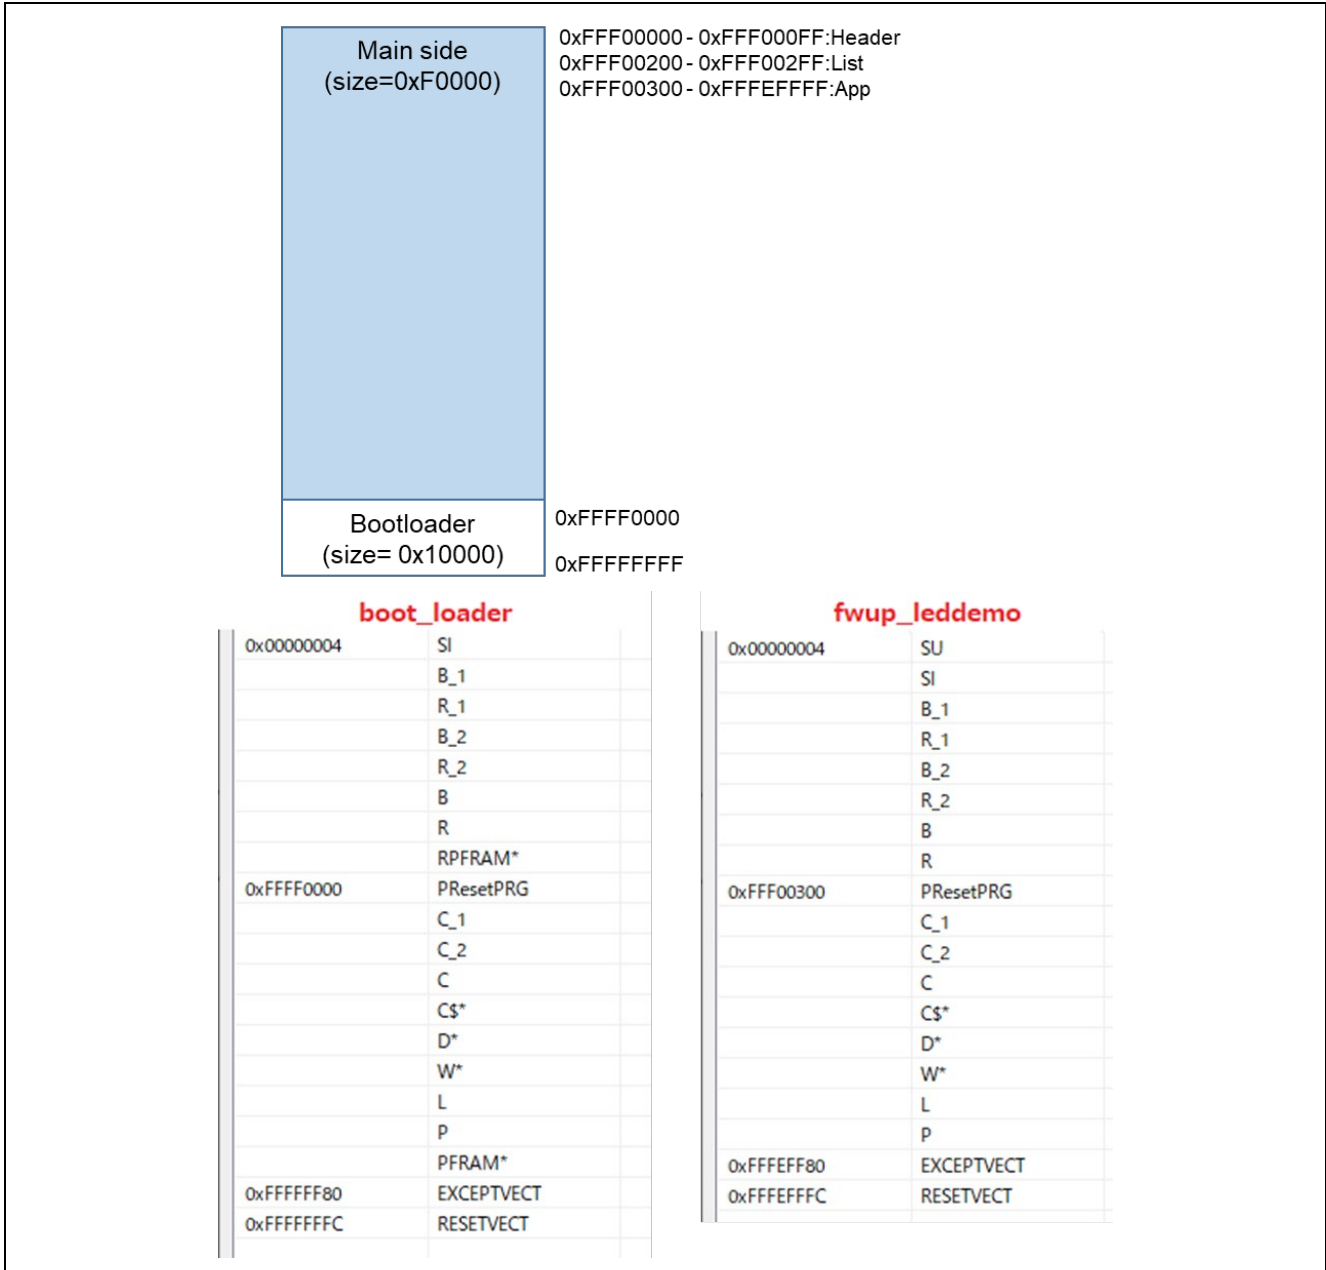 Main side
(size=0xF0000)
0xFFF00000 - 0xFFF000FF:Header
0xFFF00200 - 0xFFF002FF:List
0xFFF00300 - 0xFFFEFFFF:App
Bootloader
(size= 0x10000)
0xFFFF0000
0xFFFFFFFF
boot_loader
0x00000004 SI
B_1
R_1
B_2
R_2
B
R
RPFRAM*
0xFFFF0000 PResetPRG
C_1
C_2
C
C$*
D*
W*
L
P
PFRAM*
0xFFFFFF80 EXCEPTVECT
0xFFFFFFFC RESETVECT
fwup_leddemo
0x00000004 SU
SI
B_1
R_1
B_2
R_2
B
R
0xFFF00300 PResetPRG
C_1
C_2
C
C$*
D*
W*
L
P
0xFFFEFF80 EXCEPTVECT
0xFFFEFFFC RESETVECT